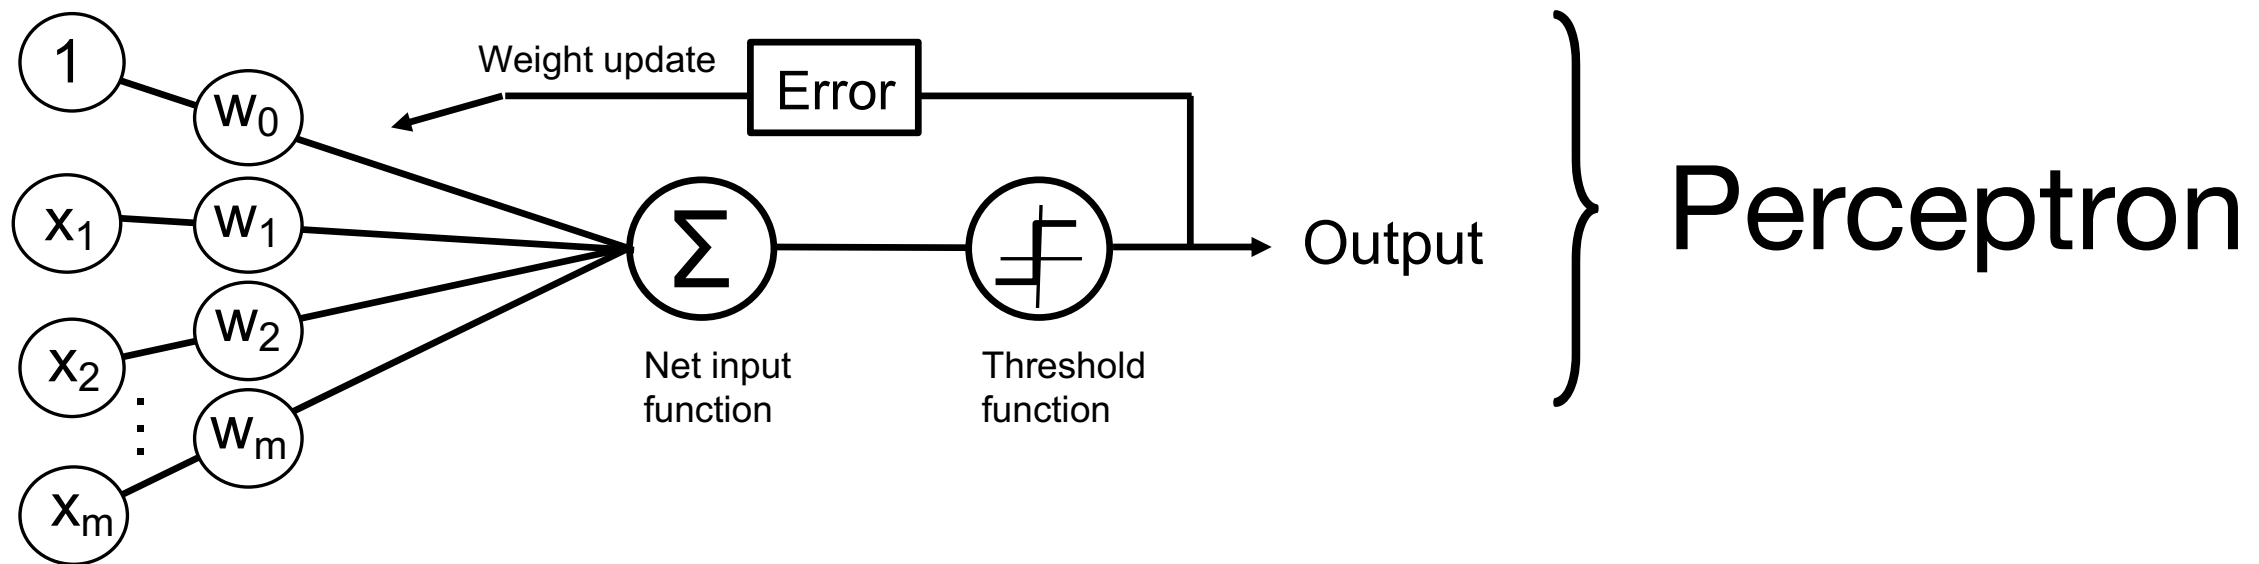 1
w₀
Weight update
Error
x₁
w₁
Σ
Output
Perceptron
x₂
w₂
Net input
function
Threshold
function
⋮
wₘ
xₘ